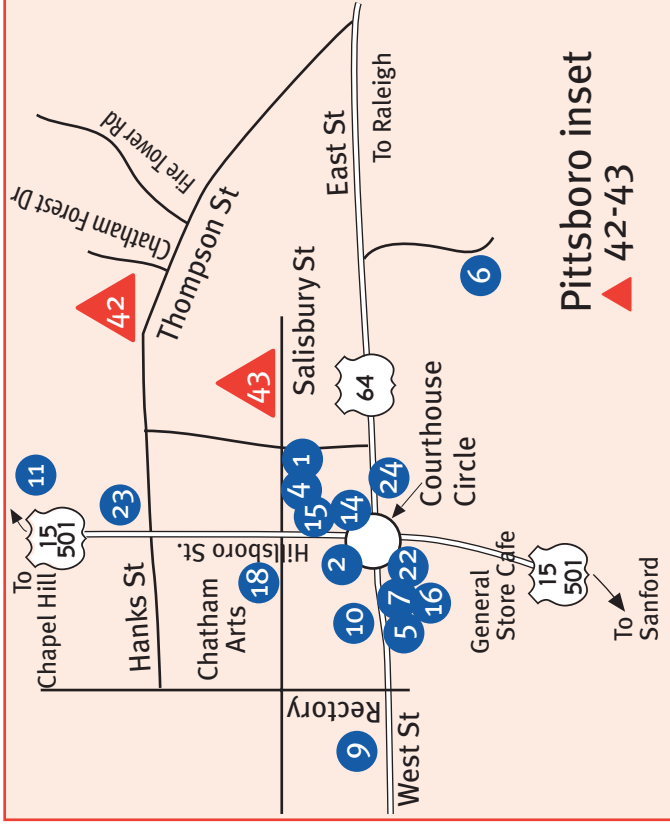 To
Chapel Hill
15
501
11
23
Hanks St
Chatham
Arts
18
Hillsboro St.
42
Thompson St
Chatham Forest Dr
Fire Tower Rd
43
Salisbury St
Rectory
9
West St
10
2
15
4
1
14
24
5
7
16
22
64
East St
To Raleigh
Courthouse
Circle
General
Store Cafe
15
501
To
Sanford
6
Pittsboro inset
42-43